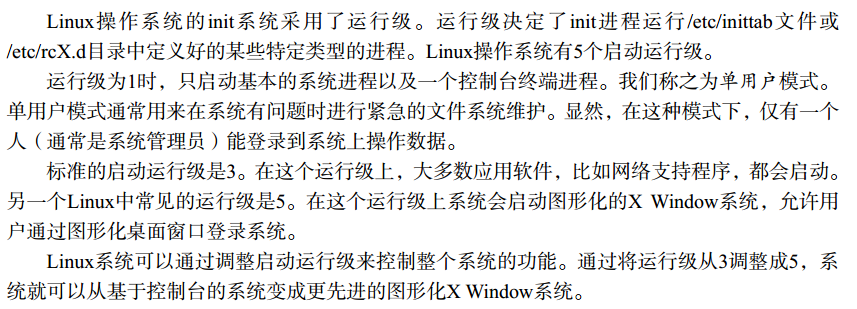 Linux操作系统的init系统采用了运行级。运行级决定了init进程运行/etc/inittab文件或
/etc/rcX.d目录中定义好的某些特定类型的进程。Linux操作系统有5个启动运行级。
运行级为1时，只启动基本的系统进程以及一个控制台终端进程。我们称之为单用户模式。
单用户模式通常用来在系统有问题时进行紧急的文件系统维护。显然，在这种模式下，仅有一个
人（通常是系统管理员）能登录到系统上操作数据。
标准的启动运行级是3。在这个运行级上，大多数应用软件，比如网络支持程序，都会启动。
另一个Linux中常见的运行级是5。在这个运行级上系统会启动图形化的X Window系统，允许用
户通过图形化桌面窗口登录系统。
Linux系统可以通过调整启动运行级来控制整个系统的功能。通过将运行级从3调整成5，系
统就可以从基于控制台的系统变成更先进的图形化X Window系统。